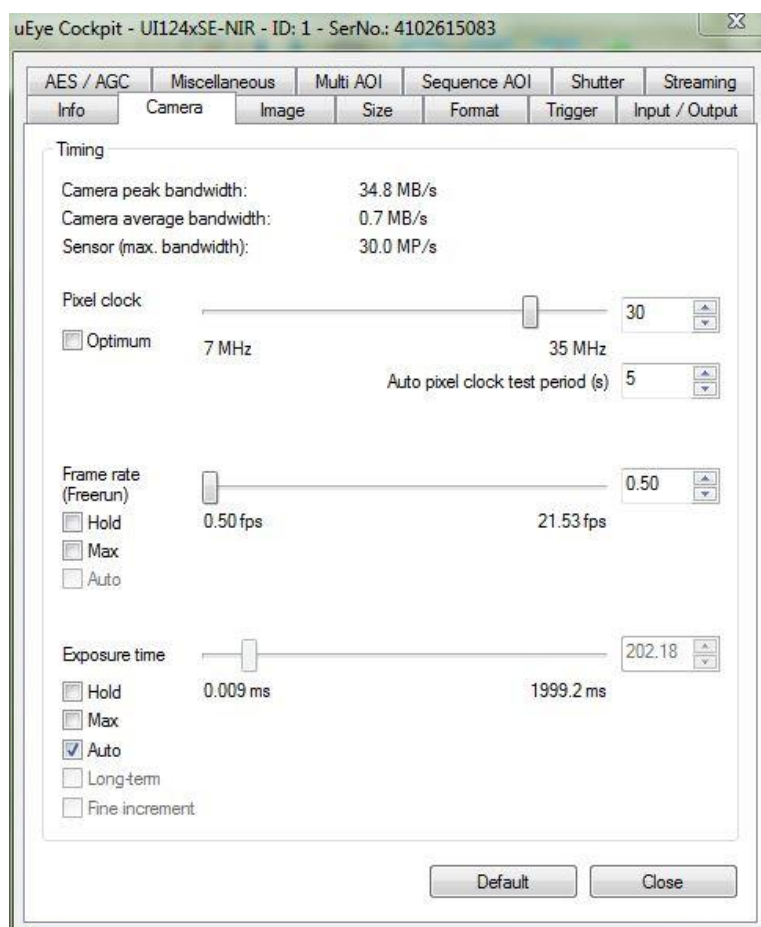 uEye Cockpit - UI124xSE-NIR - ID: 1 - SerNo.: 4102615083
AES / AGC Miscellaneous Multi AOI Sequence AOI Shutter Streaming
Info Camera Image Size Format Trigger Input / Output
Timing
Camera peak bandwidth: 34.8 MB/s
Camera average bandwidth: 0.7 MB/s
Sensor (max. bandwidth): 30.0 MP/s
Pixel clock 30
Optimum 7 MHz 35 MHz
Auto pixel clock test period (s) 5
Frame rate
(Freerun) 0.50
Hold 0.50 fps 21.53 fps
Max
Auto
Exposure time 202.18
Hold 0.009 ms 1999.2 ms
Max
Auto
Long-term
Fine increment
Default Close